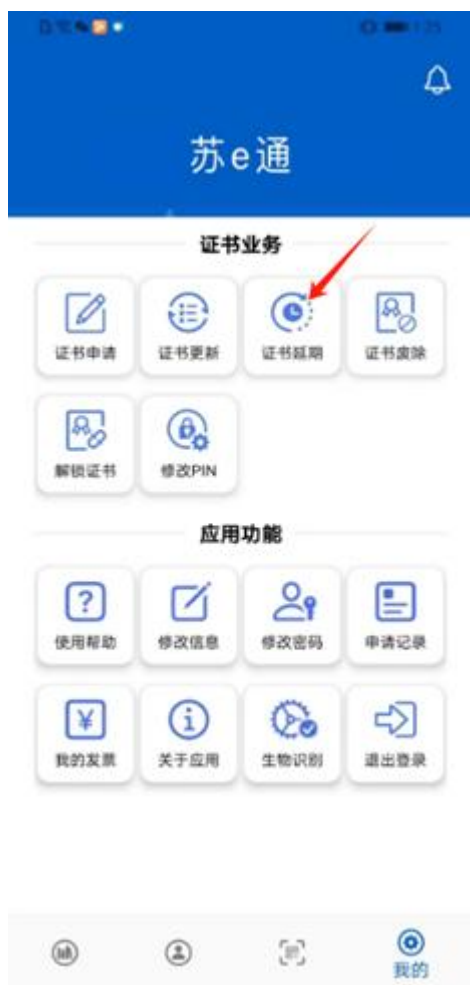 苏e通
证书业务
证书申请 证书更新 证书延期 证书废除
解锁证书 修改PIN
应用功能
? ¥ i
使用帮助 修改信息 修改密码 申请记录
我的发票 关于应用 生物识别 退出登录
我的